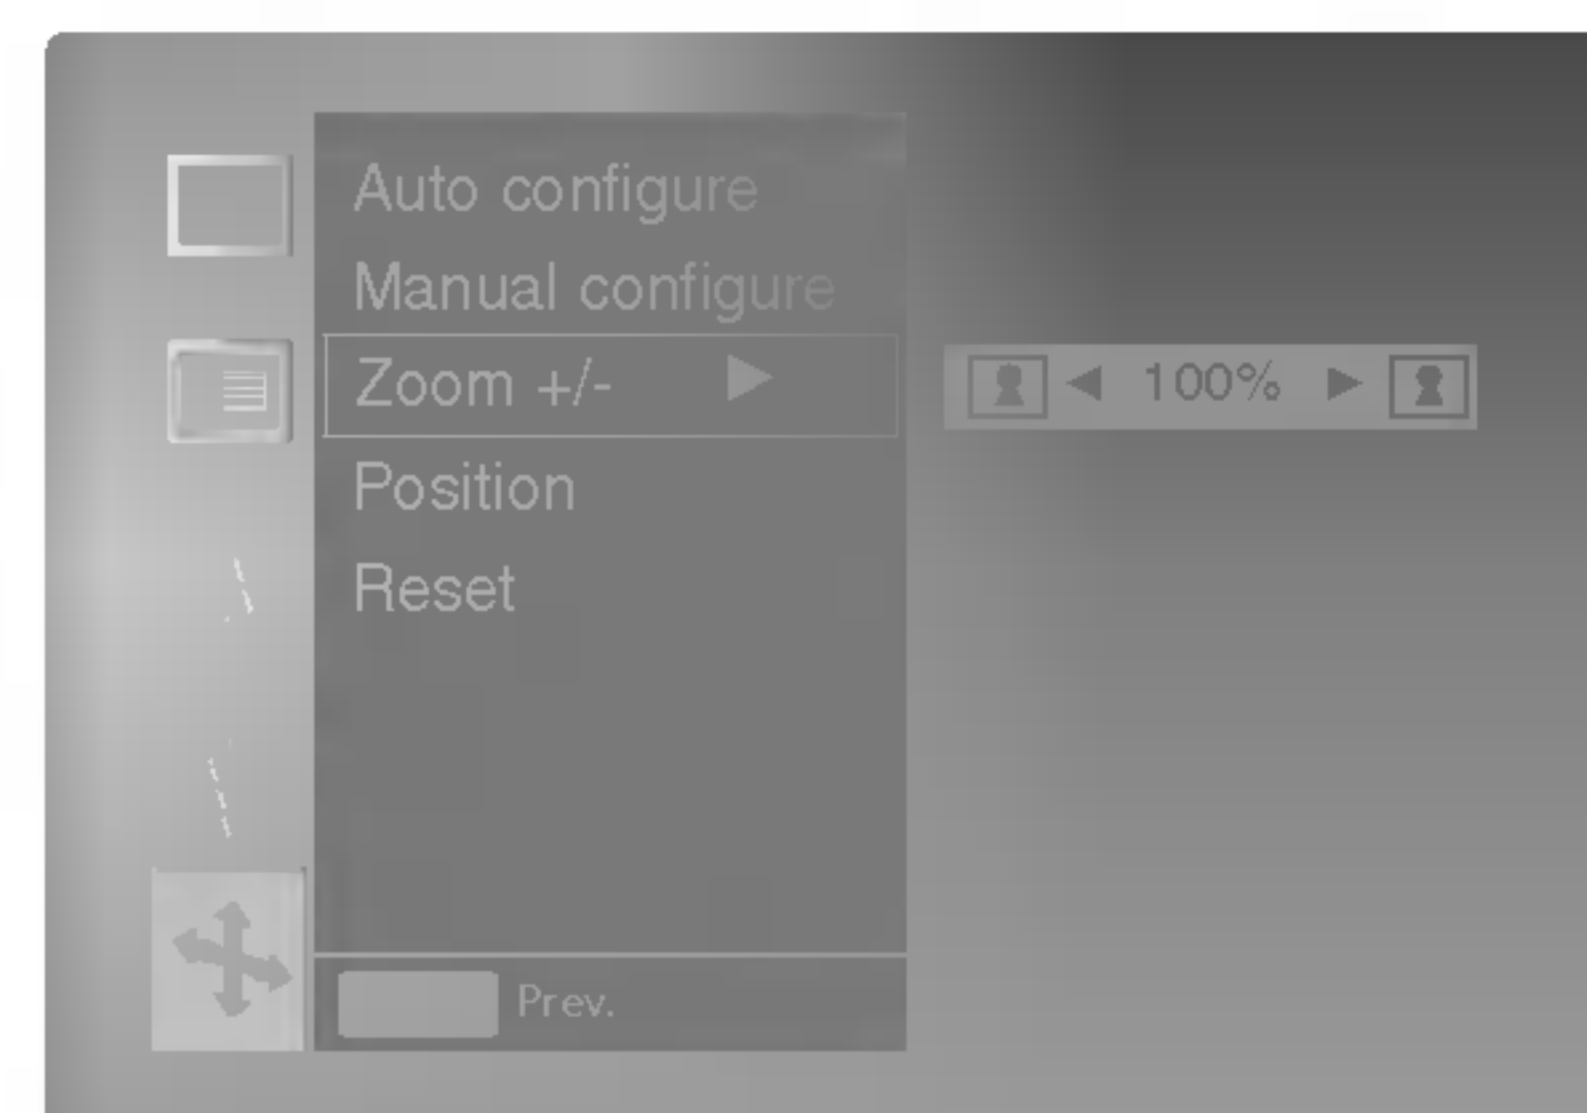 Auto configure
Manual configure
Zoom +/- ▶
◀ 100% ▶
Position
Reset
Prev.